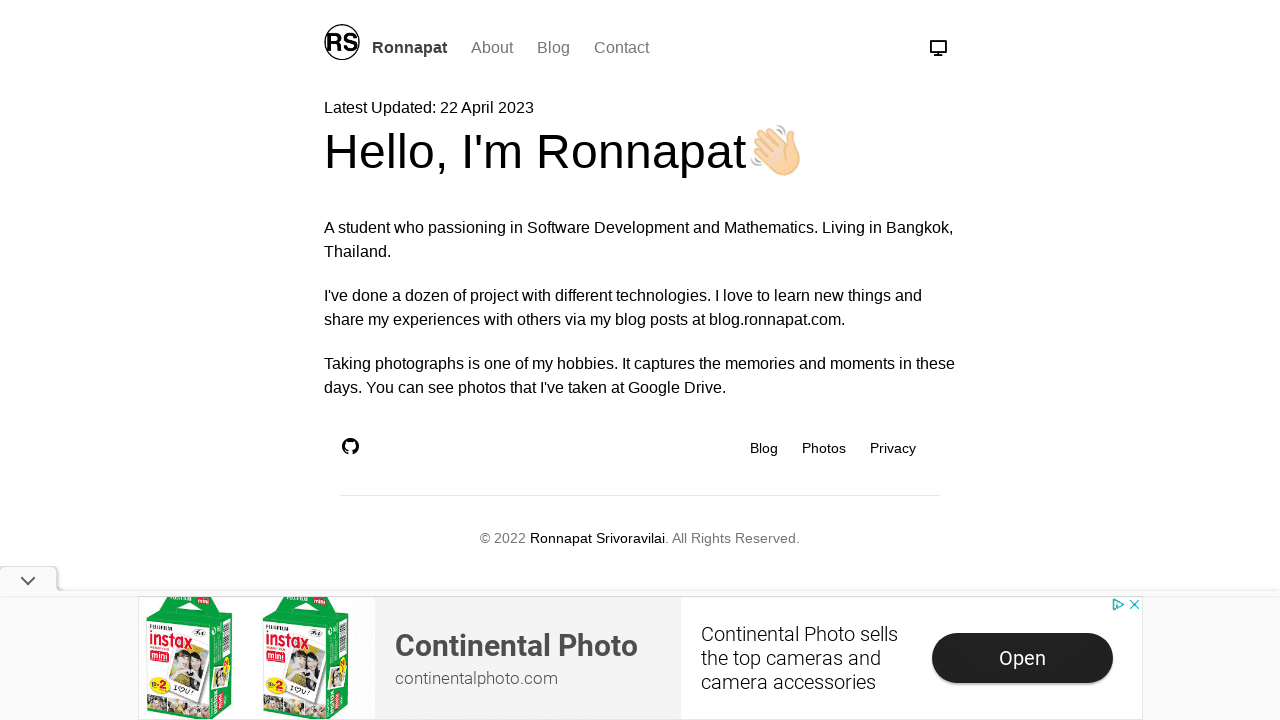 RS Ronnapat About Blog Contact
Latest Updated: 22 April 2023
Hello, I'm Ronnapat👋🏻
A student who passioning in Software Development and Mathematics. Living in Bangkok,
Thailand.
I've done a dozen of project with different technologies. I love to learn new things and
share my experiences with others via my blog posts at blog.ronnapat.com.
Taking photographs is one of my hobbies. It captures the memories and moments in these
days. You can see photos that I've taken at Google Drive.
Blog Photos Privacy
© 2022 Ronnapat Srivoravilai. All Rights Reserved.
FUJIFILM instax mini
FUJIFILM instax mini
Continental Photo
continentalphoto.com
Continental Photo sells
the top cameras and
camera accessories
Open